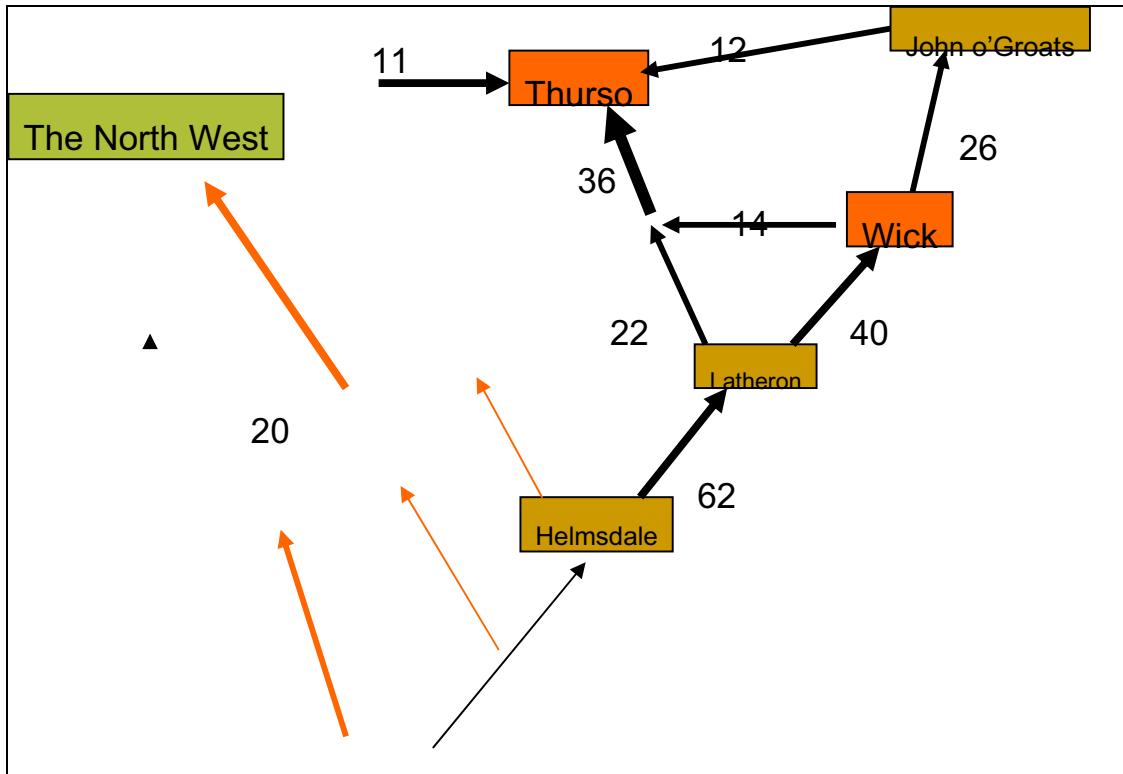 John o'Groats
12
11
Thurso
The North West
26
36
14
Wick
22
40
Latheron
20
62
Helmsdale